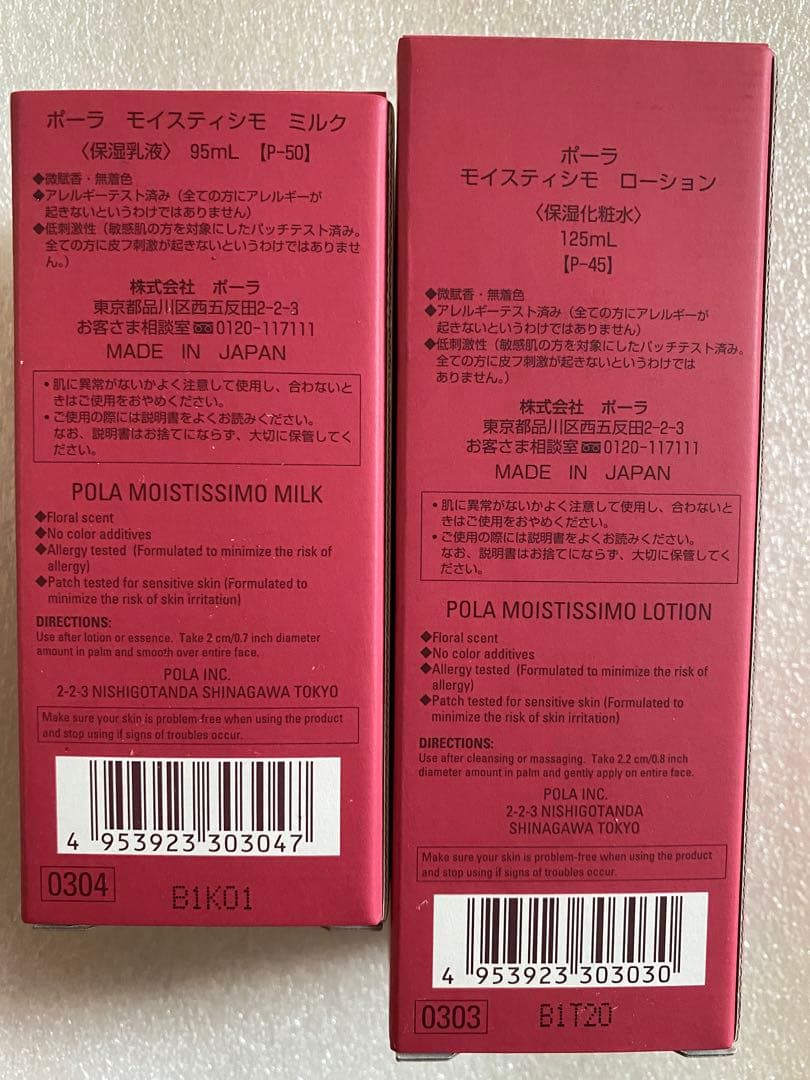 ポーラ モイスティシモ ミルク
〈保湿乳液〉 95mL 【P-50】
◆微賦香・無着色
◆アレルギーテスト済み（全ての方にアレルギーが
起きないというわけではありません）
◆低刺激性（敏感肌の方を対象にしたパッチテスト済み。
全ての方に皮フ刺激が起きないというわけではありませ
ん。）
株式会社 ポーラ
東京都品川区西五反田2-2-3
お客さま相談室 0120-117111
MADE IN JAPAN
・肌に異常がないかよく注意して使用し、合わないと
きはご使用をおやめください。
・ご使用の際には説明書をよくお読みください。
なお、説明書はお捨てにならず、大切に保管してく
ださい。
POLA MOISTISSIMO MILK
◆Floral scent
◆No color additives
◆Allergy tested (Formulated to minimize the risk of
allergy)
◆Patch tested for sensitive skin (Formulated to
minimize the risk of skin irritation)
DIRECTIONS:
Use after lotion or essence. Take 2 cm/0.7 inch diameter
amount in palm and smooth over entire face.
POLA INC.
2-2-3 NISHIGOTANDA SHINAGAWA TOKYO
Make sure your skin is problem-free when using the product
and stop using if signs of troubles occur.
4 953923 303047
0304
B1K01
ポーラ
モイスティシモ ローション
〈保湿化粧水〉
125mL
【P-45】
◆微賦香・無着色
◆アレルギーテスト済み（全ての方にアレルギーが
起きないというわけではありません）
◆低刺激性（敏感肌の方を対象にしたパッチテスト済み。
全ての方に皮フ刺激が起きないというわけでは
ありません。）
株式会社 ポーラ
東京都品川区西五反田2-2-3
お客さま相談室 0120-117111
MADE IN JAPAN
・肌に異常がないかよく注意して使用し、合わないと
きはご使用をおやめください。
・ご使用の際には説明書をよくお読みください。
なお、説明書はお捨てにならず、大切に保管してく
ださい。
POLA MOISTISSIMO LOTION
◆Floral scent
◆No color additives
◆Allergy tested (Formulated to minimize the risk of
allergy)
◆Patch tested for sensitive skin (Formulated to
minimize the risk of skin irritation)
DIRECTIONS:
Use after cleansing or massaging. Take 2.2 cm/0.8 inch
diameter amount in palm and gently apply on entire face.
POLA INC.
2-2-3 NISHIGOTANDA
SHINAGAWA TOKYO
Make sure your skin is problem-free when using the product
and stop using if signs of troubles occur.
4 953923 303030
0303
B1T20